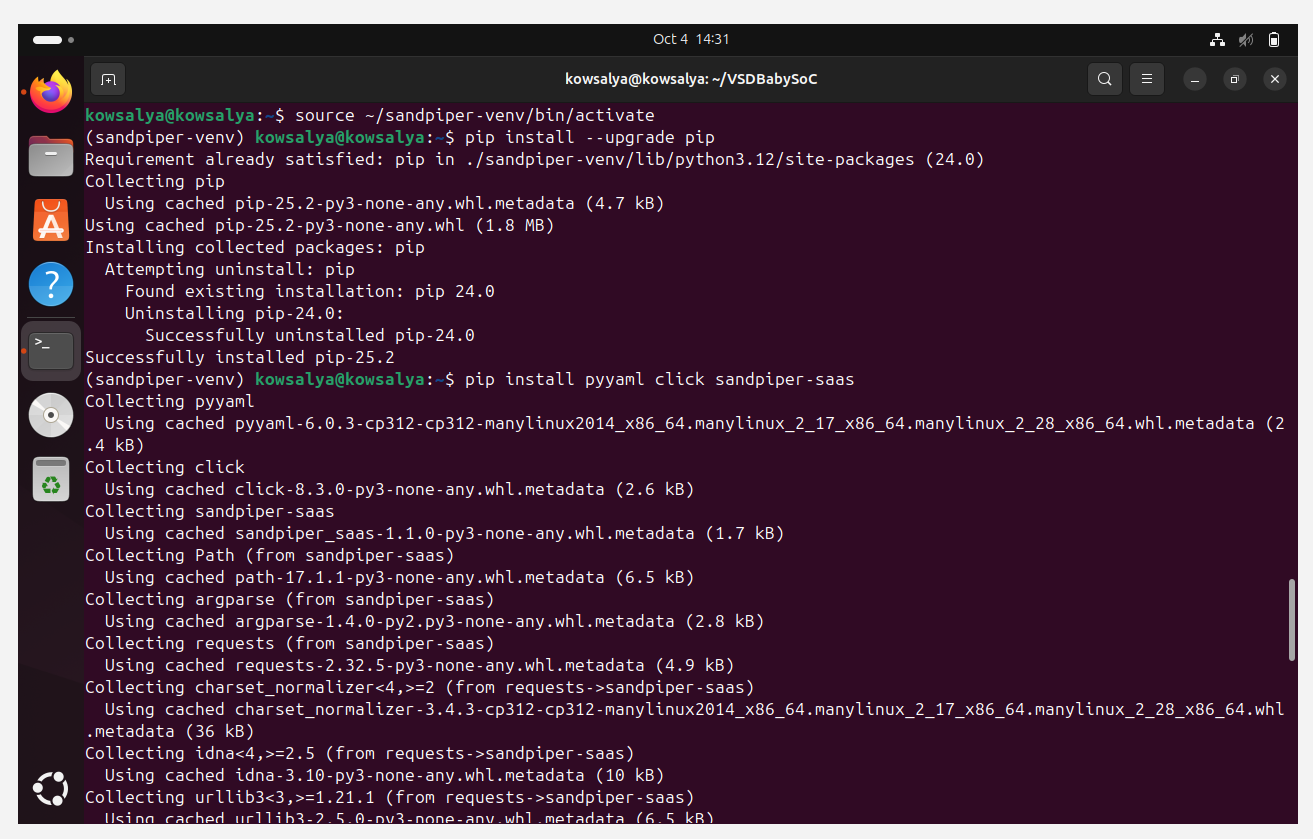 Oct 4 14:31
kowsalya@kowsalya: ~/VSDBabySoC
kowsalya@kowsalya:~$ source ~/sandpiper-venv/bin/activate
(sandpiper-venv) kowsalya@kowsalya:~$ pip install --upgrade pip
Requirement already satisfied: pip in ./sandpiper-venv/lib/python3.12/site-packages (24.0)
Collecting pip
  Using cached pip-25.2-py3-none-any.whl.metadata (4.7 kB)
Using cached pip-25.2-py3-none-any.whl (1.8 MB)
Installing collected packages: pip
  Attempting uninstall: pip
    Found existing installation: pip 24.0
    Uninstalling pip-24.0:
      Successfully uninstalled pip-24.0
Successfully installed pip-25.2
(sandpiper-venv) kowsalya@kowsalya:~$ pip install pyyaml click sandpiper-saas
Collecting pyyaml
  Using cached pyyaml-6.0.3-cp312-cp312-manylinux2014_x86_64.manylinux_2_17_x86_64.manylinux_2_28_x86_64.whl.metadata (2
.4 kB)
Collecting click
  Using cached click-8.3.0-py3-none-any.whl.metadata (2.6 kB)
Collecting sandpiper-saas
  Using cached sandpiper_saas-1.1.0-py3-none-any.whl.metadata (1.7 kB)
Collecting Path (from sandpiper-saas)
  Using cached path-17.1.1-py3-none-any.whl.metadata (6.5 kB)
Collecting argparse (from sandpiper-saas)
  Using cached argparse-1.4.0-py2.py3-none-any.whl.metadata (2.8 kB)
Collecting requests (from sandpiper-saas)
  Using cached requests-2.32.5-py3-none-any.whl.metadata (4.9 kB)
Collecting charset_normalizer<4,>=2 (from requests->sandpiper-saas)
  Using cached charset_normalizer-3.4.3-cp312-cp312-manylinux2014_x86_64.manylinux_2_17_x86_64.manylinux_2_28_x86_64.whl
.metadata (36 kB)
Collecting idna<4,>=2.5 (from requests->sandpiper-saas)
  Using cached idna-3.10-py3-none-any.whl.metadata (10 kB)
Collecting urllib3<3,>=1.21.1 (from requests->sandpiper-saas)
  Using cached urllib3-2.5.0-py3-none-any.whl.metadata (6.5 kB)